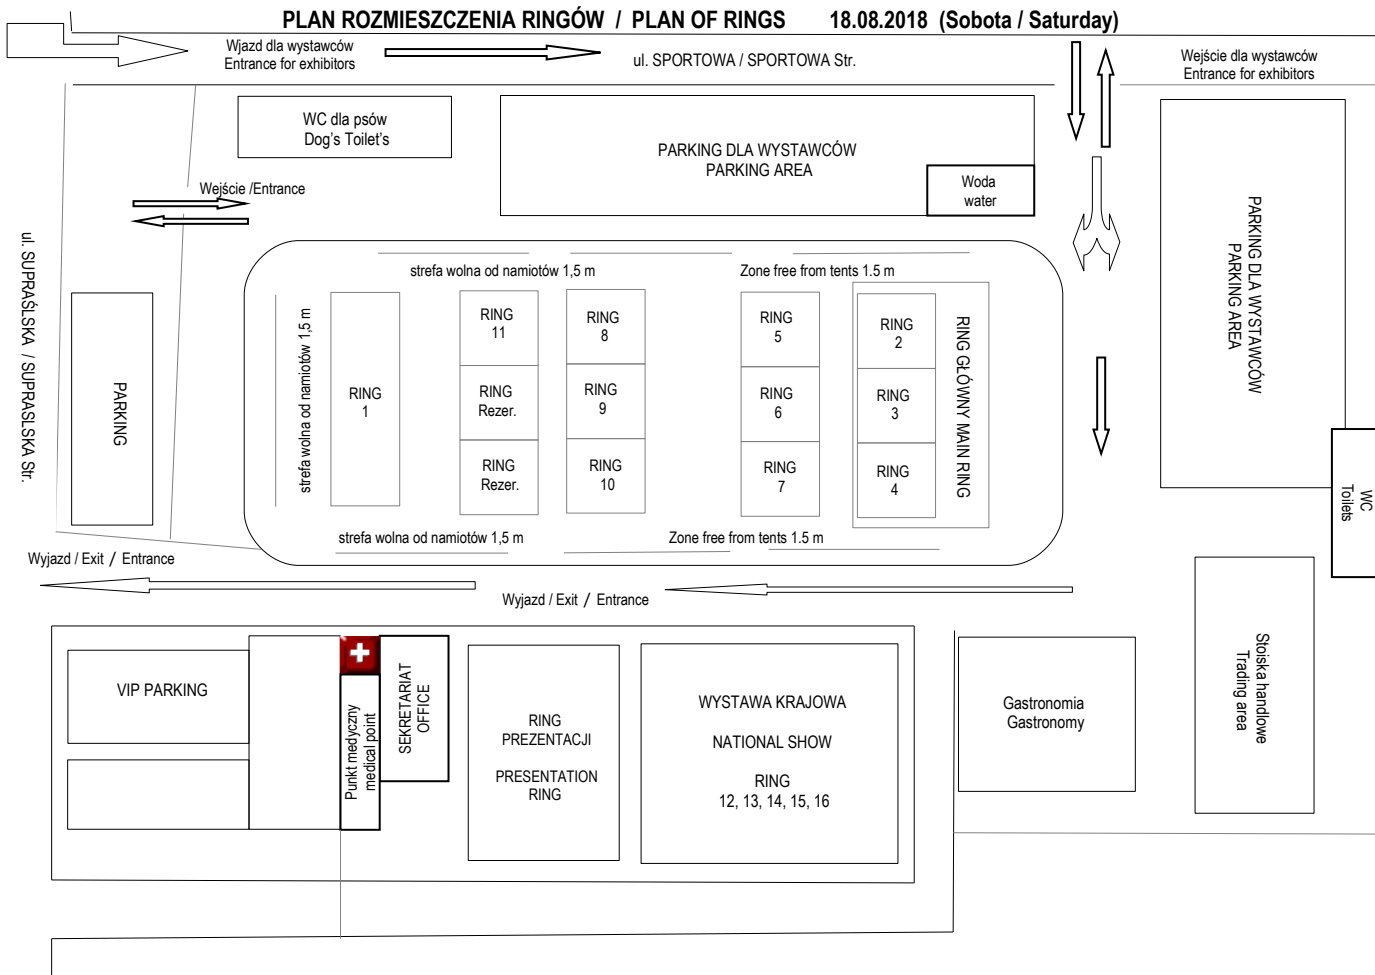 PLAN ROZMIESZCZENIA RINGÓW / PLAN OF RINGS 18.08.2018 (Sobota / Saturday)
Wjazd dla wystawców
Entrance for exhibitors
ul. SPORTOWA / SPORTOWA Str.
Wejście dla wystawców
Entrance for exhibitors
WC dla psów
Dog's Toilet's
PARKING DLA WYSTAWCÓW
PARKING AREA
Woda
water
Wejście /Entrance
ul. SUPRAŚLSKA / SUPRASLSKA Str.
PARKING
strefa wolna od namiotów 1,5 m
Zone free from tents 1.5 m
strefa wolna od namiotów 1,5 m
RING
1
RING
11
RING
Rezer.
RING
Rezer.
RING
8
RING
9
RING
10
RING
5
RING
6
RING
7
RING
2
RING
3
RING
4
RING GŁÓWNY MAIN RING
PARKING DLA WYSTAWCÓW
PARKING AREA
WC
Toilets
strefa wolna od namiotów 1,5 m
Zone free from tents 1.5 m
Wyjazd / Exit / Entrance
Wyjazd / Exit / Entrance
VIP PARKING
Punkt medyczny
medical point
SEKRETARIAT
OFFICE
RING
PREZENTACJI
PRESENTATION
RING
WYSTAWA KRAJOWA
NATIONAL SHOW
RING
12, 13, 14, 15, 16
Gastronomia
Gastronomy
Stoiska handlowe
Trading area